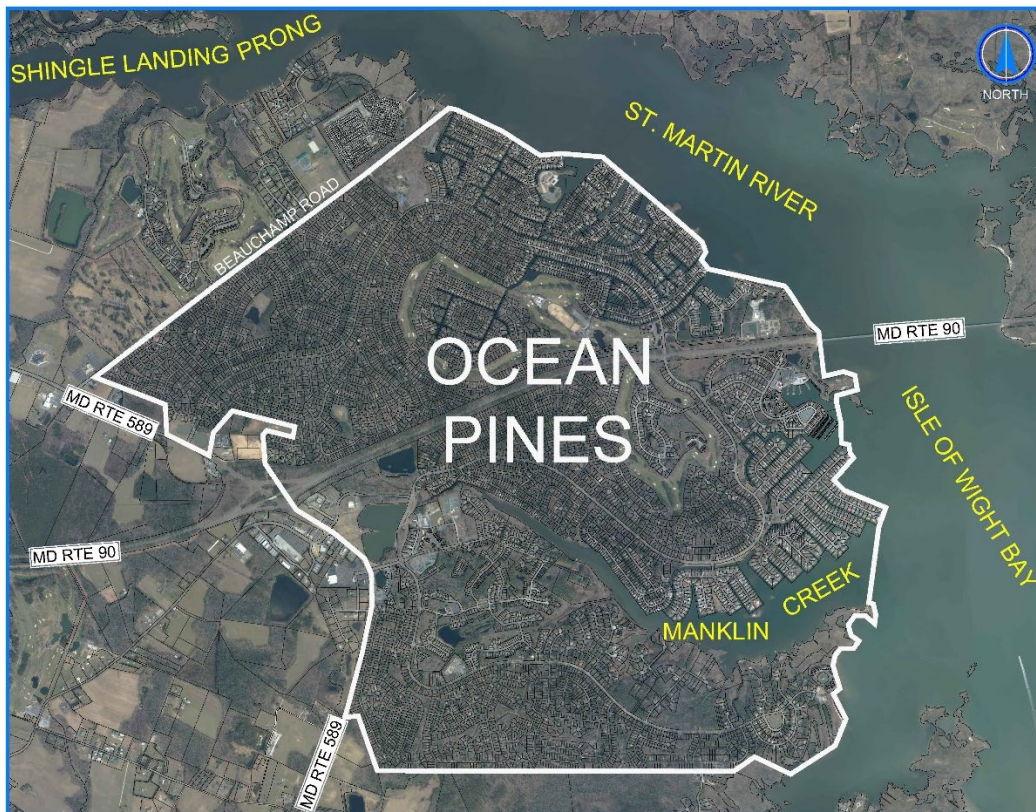 SHINGLE LANDING PRONG
NORTH
ST. MARTIN RIVER
BEAUCHAMP ROAD
MD RTE 90
OCEAN
PINES
MD RTE 589
ISLE OF WIGHT BAY
MD RTE 90
CREEK
MANKLIN
MD RTE 589